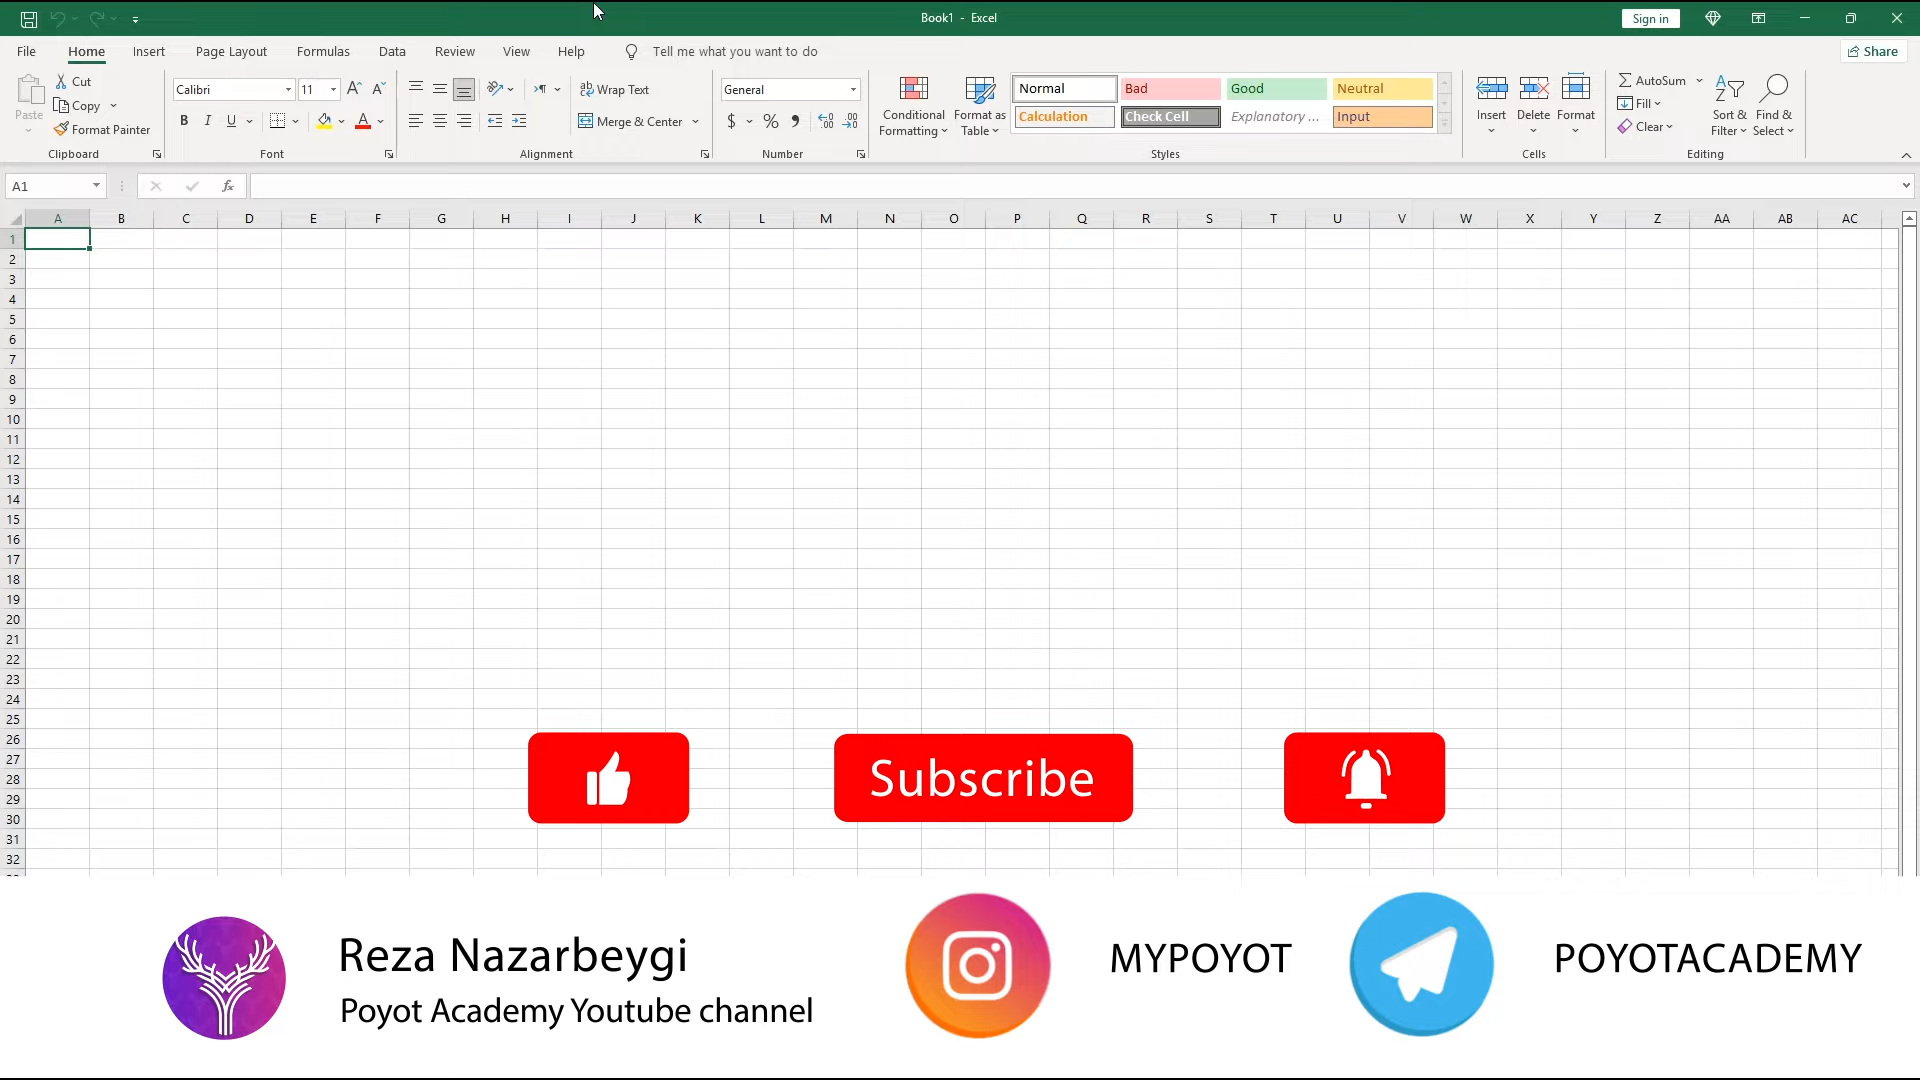 Book1 - Excel
Sign in
File Home Insert Page Layout Formulas Data Review View Help Tell me what you want to do Share
Paste
Cut
Copy
Format Painter
Clipboard
Calibri 11
B I U A
Font
Wrap Text
Merge & Center
Alignment
General
$ % 9
Number
Conditional Formatting
Format as Table
Normal Bad Good Neutral
Calculation Check Cell Explanatory ... Input
Styles
Insert Delete Format
Cells
AutoSum
Fill
Clear
Sort & Filter
Find & Select
Editing
A1 fx
A B C D E F G H I J K L M N O P Q R S T U V W X Y Z AA AB AC
1
2
3
4
5
6
7
8
9
10
11
12
13
14
15
16
17
18
19
20
21
22
23
24
25
26
27
28
29
30
31
32
Subscribe
Reza Nazarbeygi
Poyot Academy Youtube channel
MYPOYOT
POYOTACADEMY